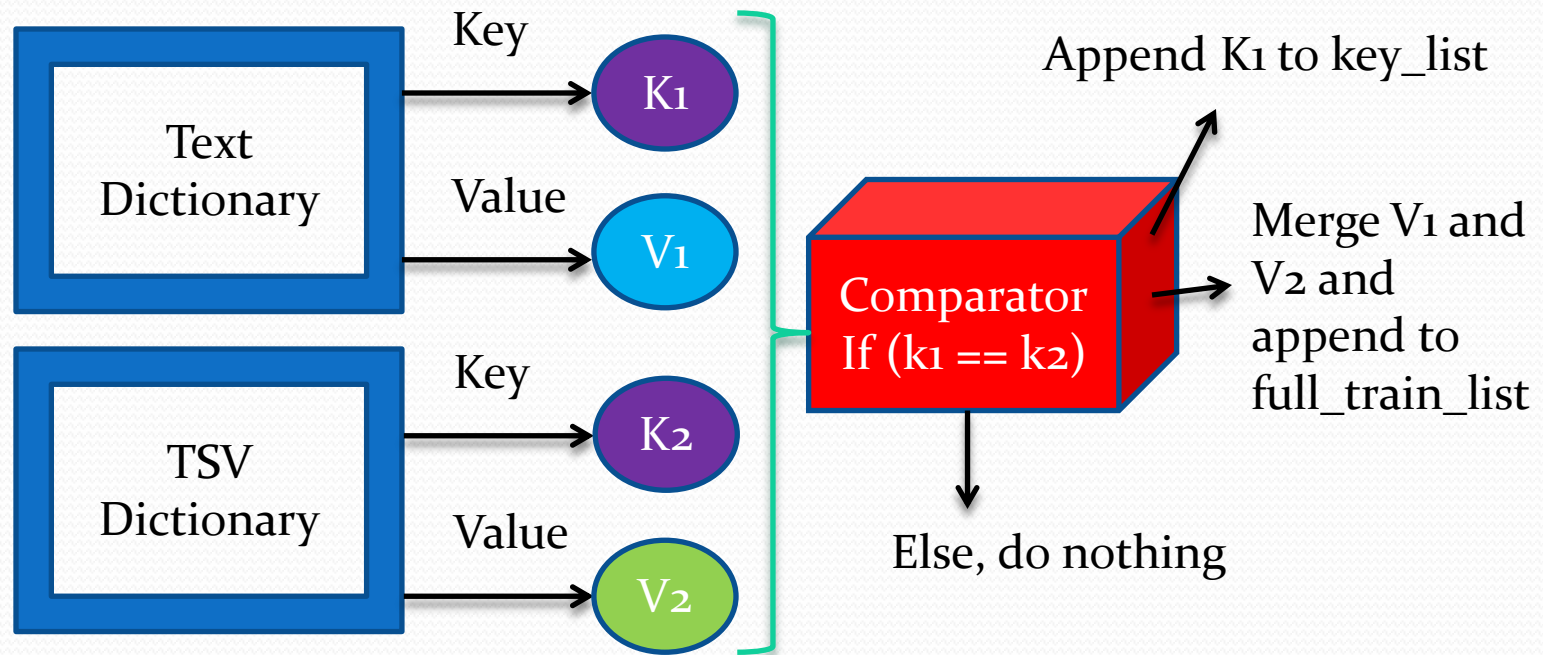 Key
K1
Text
Dictionary
Value
V1
Key
K2
TSV
Dictionary
Value
V2
Comparator
If (k1 == k2)
Append K1 to key_list
Merge V1 and
V2 and
append to
full_train_list
Else, do nothing